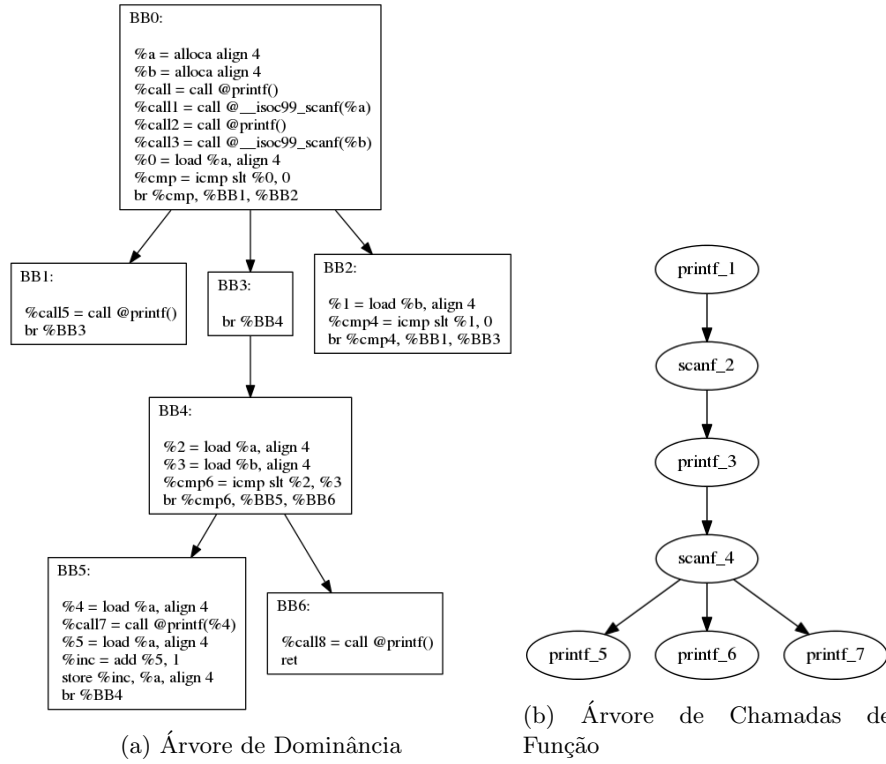 BB0:
%a = alloca align 4
%b = alloca align 4
%call = call @printf()
%call1 = call @__isoc99_scanf(%a)
%call2 = call @printf()
%call3 = call @__isoc99_scanf(%b)
%0 = load %a, align 4
%cmp = icmp slt %0, 0
br %cmp, %BB1, %BB2
BB1:
%call5 = call @printf()
br %BB3
BB3:
br %BB4
BB2:
%1 = load %b, align 4
%cmp4 = icmp slt %1, 0
br %cmp4, %BB1, %BB3
BB4:
%2 = load %a, align 4
%3 = load %b, align 4
%cmp6 = icmp slt %2, %3
br %cmp6, %BB5, %BB6
BB5:
%4 = load %a, align 4
%call7 = call @printf(%4)
%5 = load %a, align 4
%inc = add %5, 1
store %inc, %a, align 4
br %BB4
BB6:
%call8 = call @printf()
ret
(a) Árvore de Dominância
printf_1
scanf_2
printf_3
scanf_4
printf_5
printf_6
printf_7
(b) Árvore de Chamadas de
Função